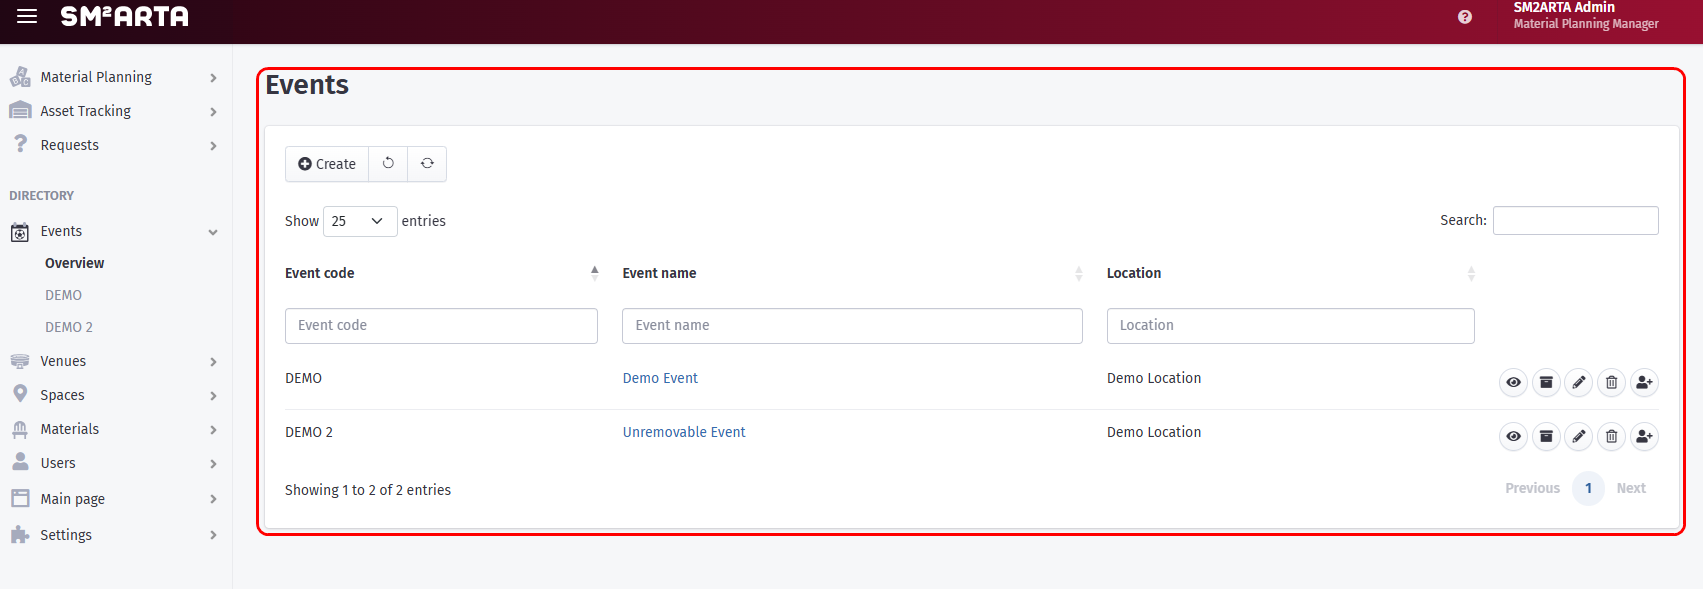 SM²ARTA
SM2ARTA Admin
Material Planning Manager
Material Planning
Asset Tracking
Requests
DIRECTORY
Events
Overview
DEMO
DEMO 2
Venues
Spaces
Materials
Users
Main page
Settings
Events
Create
Show 25 entries
Search:
Event code Event name Location
Event code Event name Location
DEMO Demo Event Demo Location
DEMO 2 Unremovable Event Demo Location
Showing 1 to 2 of 2 entries
Previous 1 Next